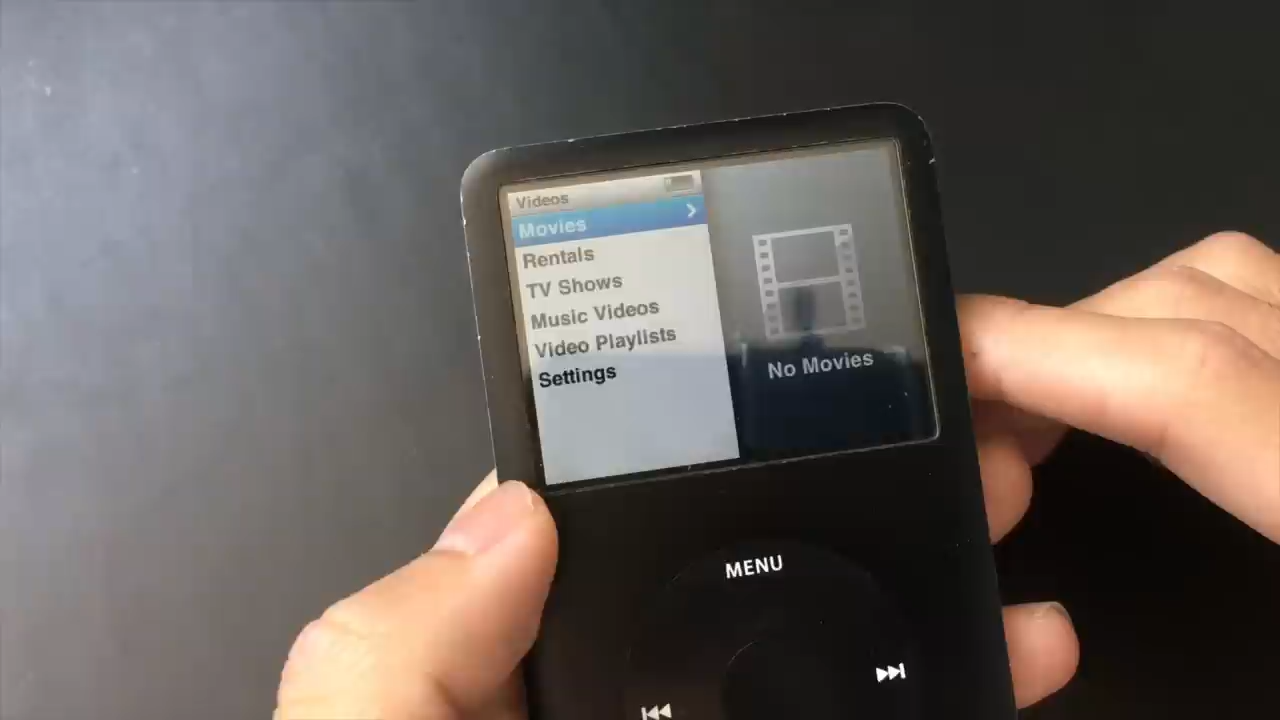 Videos
Movies
Rentals
TV Shows
Music Videos
Video Playlists
Settings
No Movies
MENU